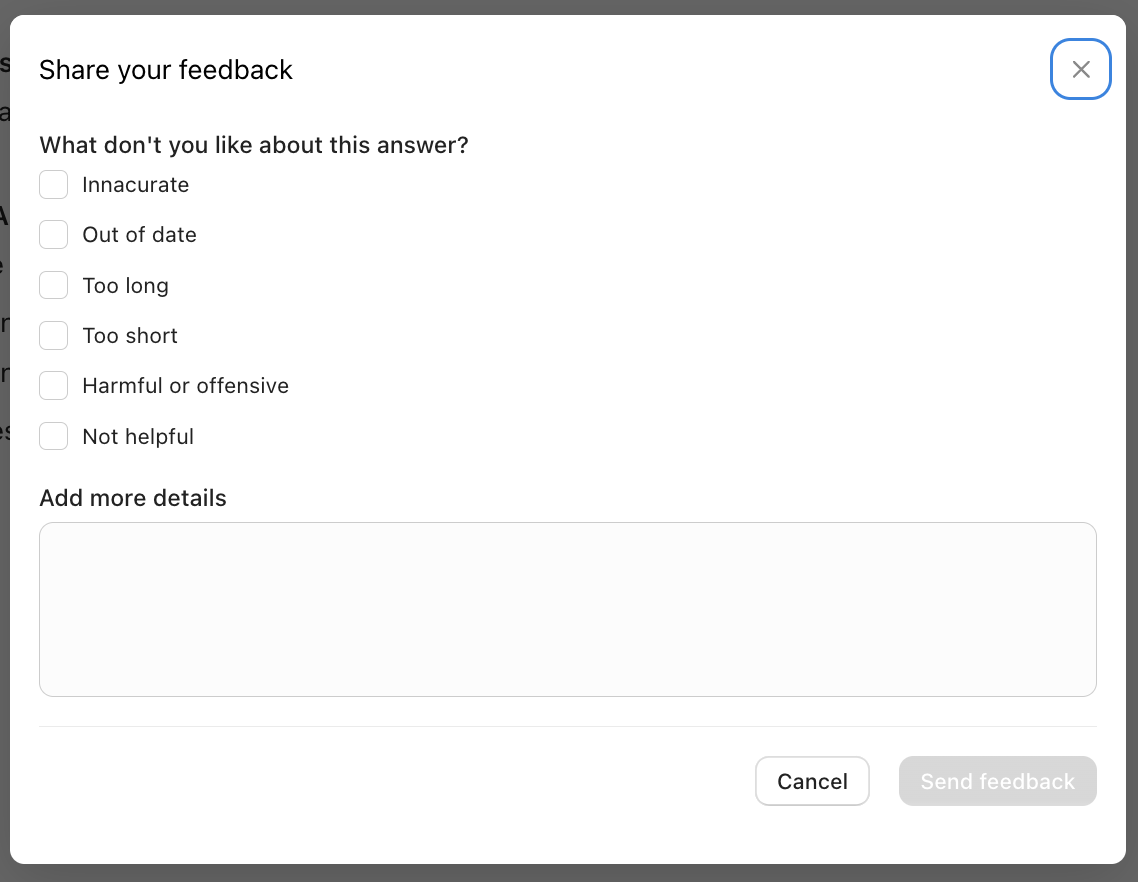 Share your feedback
What don't you like about this answer?
Innacurate
Out of date
Too long
Too short
Harmful or offensive
Not helpful
Add more details
Cancel
Send feedback